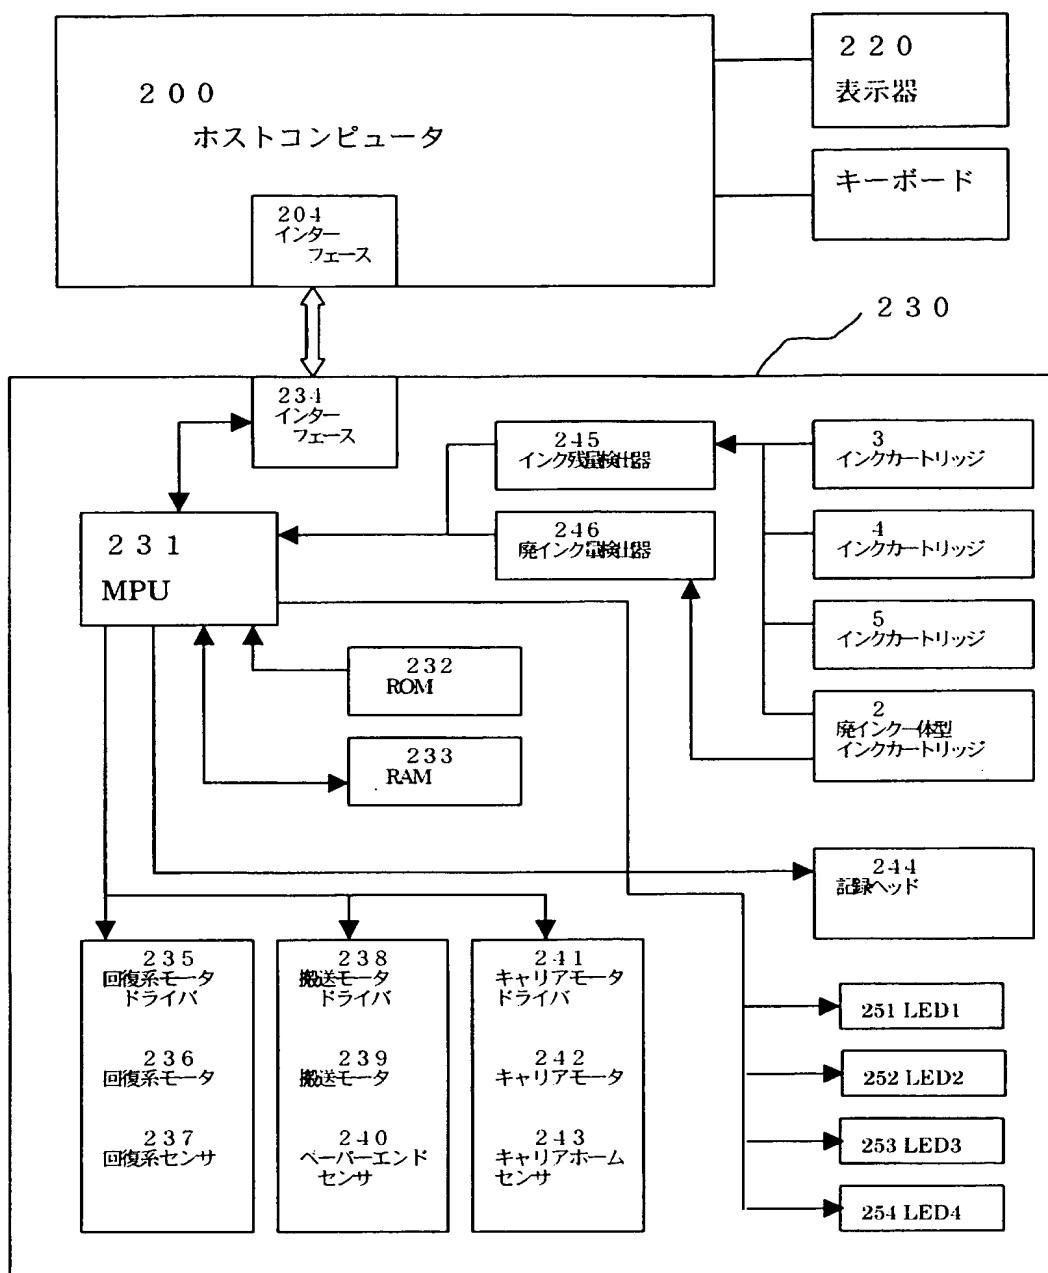 ２００
ホストコンピュータ
２２０
表示器
キーボード
２０４
インター
フェース
２３０
２３４
インター
フェース
２４５
インク残量検出器
３
インクカートリッジ
２３１
MPU
２４６
廃インク量検出器
４
インクカートリッジ
５
インクカートリッジ
２３２
ROM
２
廃インク一体型
インクカートリッジ
２３３
RAM
２４４
記録ヘッド
２３５
回復系モータ
ドライバ
２３６
回復系モータ
２３７
回復系センサ
２３８
搬送モータ
ドライバ
２３９
搬送モータ
２４０
ペーパーエンド
センサ
２４１
キャリアモータ
ドライバ
２４２
キャリアモータ
２４３
キャリアホーム
センサ
251 LED1
252 LED2
253 LED3
254 LED4